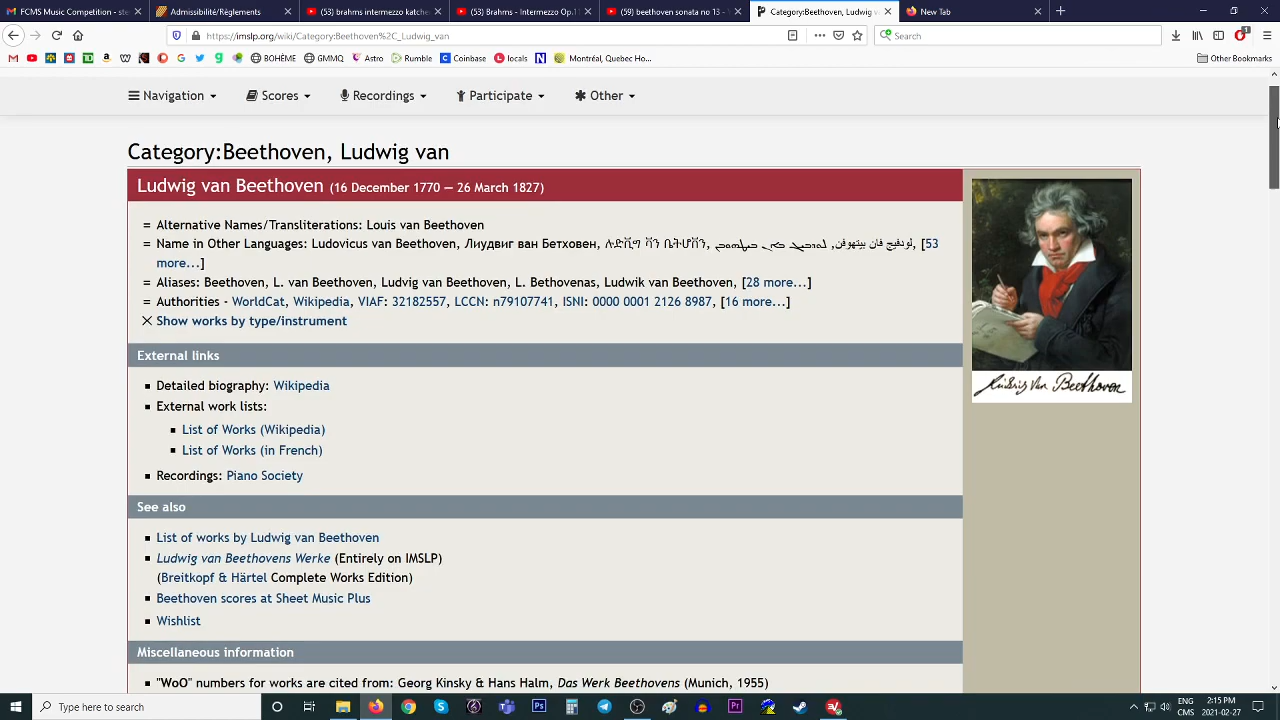 FCMS Music Competition - s
Admissibilité/Règlements
(53) brahms intermezzo katche
(53) Brahms - Intermezzo Op.11
(59) beethoven sonata no 13 -
Category:Beethoven, Ludwig v
New Tab
https://imslp.org/wiki/Category:Beethoven%2C_Ludwig_van
Search
BOHÈME GMMQ Astro Rumble Coinbase locals Montréal, Quebec Ho... Other Bookmarks
Navigation Scores Recordings Participate Other
Category:Beethoven, Ludwig van
Ludwig van Beethoven (16 December 1770 — 26 March 1827)
= Alternative Names/Transliterations: Louis van Beethoven
= Name in Other Languages: Ludovicus van Beethoven, Лиудвиг ван Бетховен, لودفيج فان بيتهوفن, [53
more...]
= Aliases: Beethoven, L. van Beethoven, Ludvig van Beethoven, L. Bethovenas, Ludwik van Beethoven, [28 more...]
= Authorities - WorldCat, Wikipedia, VIAF: 32182557, LCCN: n79107741, ISNI: 0000 0001 2126 8987, [16 more...]
Show works by type/instrument
External links
Detailed biography: Wikipedia
External work lists:
List of Works (Wikipedia)
List of Works (in French)
Recordings: Piano Society
See also
List of works by Ludwig van Beethoven
Ludwig van Beethovens Werke (Entirely on IMSLP)
(Breitkopf & Härtel Complete Works Edition)
Beethoven scores at Sheet Music Plus
Wishlist
Miscellaneous information
"WoO" numbers for works are cited from: Georg Kinsky & Hans Halm, Das Werk Beethovens (Munich, 1955)
Ludwig van Beethoven
Type here to search
ENG
CMS
2:15 PM
2021-02-27